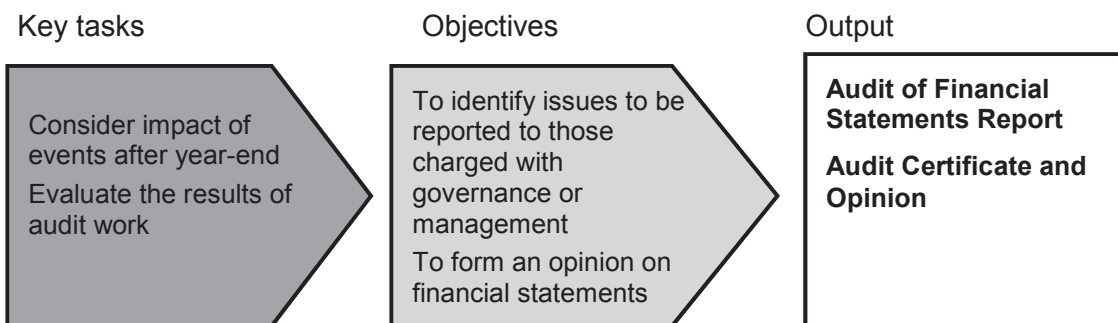 Key tasks
Objectives
Output
Consider impact of
events after year-end
Evaluate the results of
audit work
To identify issues to be
reported to those
charged with
governance or
management
To form an opinion on
financial statements
Audit of Financial
Statements Report
Audit Certificate and
Opinion